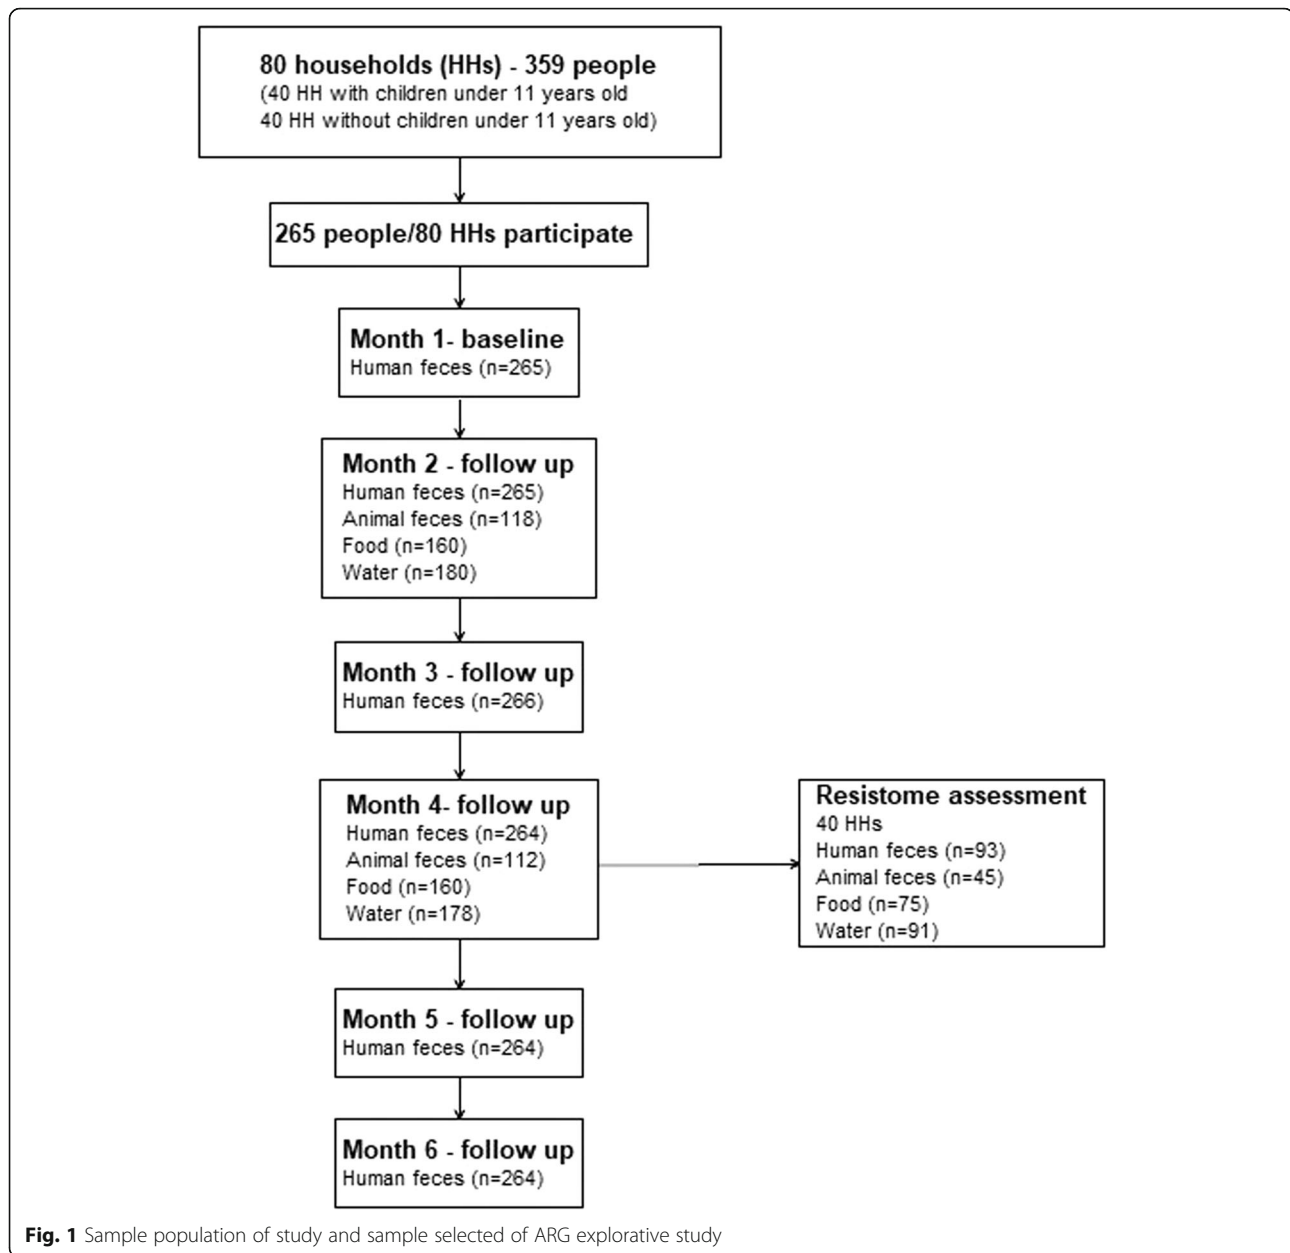 80 households (HHs) - 359 people
(40 HH with children under 11 years old
40 HH without children under 11 years old)
265 people/80 HHs participate
Month 1- baseline
Human feces (n=265)
Month 2 - follow up
Human feces (n=265)
Animal feces (n=118)
Food (n=160)
Water (n=180)
Month 3 - follow up
Human feces (n=266)
Month 4- follow up
Human feces (n=264)
Animal feces (n=112)
Food (n=160)
Water (n=178)
Resistome assessment
40 HHs
Human feces (n=93)
Animal feces (n=45)
Food (n=75)
Water (n=91)
Month 5 - follow up
Human feces (n=264)
Month 6 - follow up
Human feces (n=264)
Fig. 1 Sample population of study and sample selected of ARG explorative study